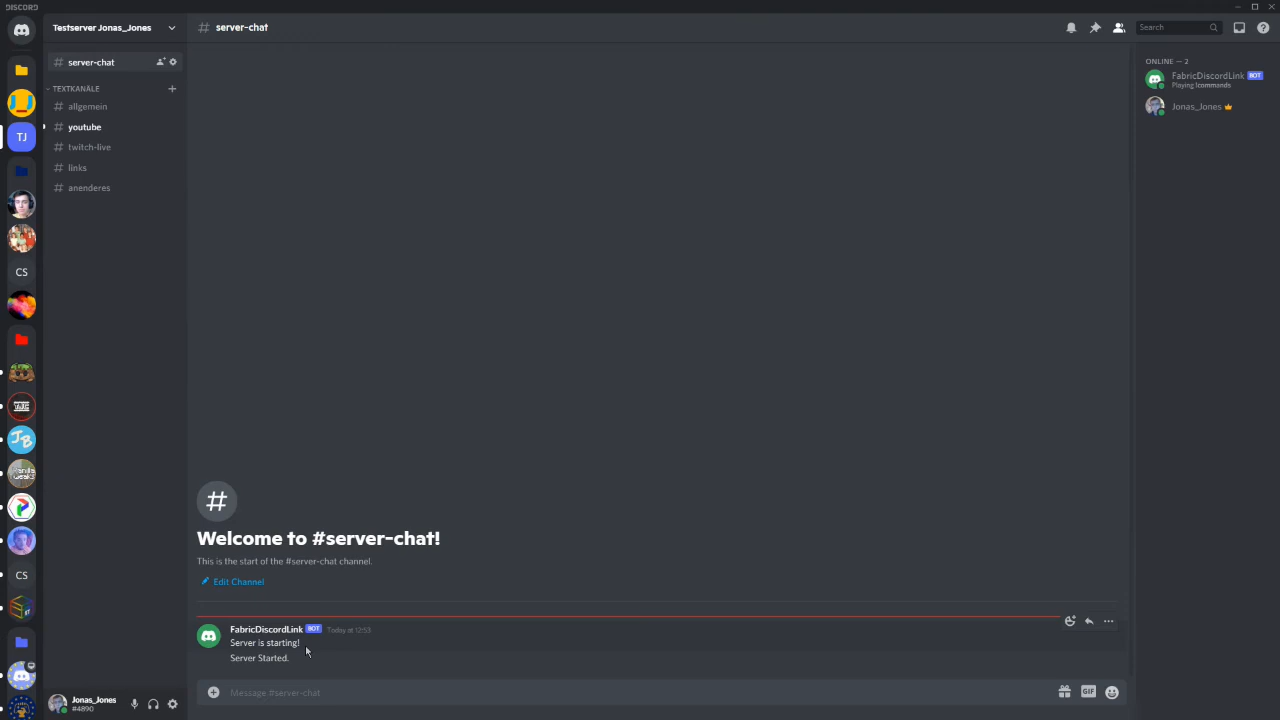 DISCORD
Testserver Jonas_Jones
server-chat
Search
server-chat
TEXTKANÄLE
allgemein
youtube
twitch-live
links
anenderes
TJ
CS
CS
ONLINE — 2
FabricDiscordLink BOT
Playing !commands
Jonas_Jones
Welcome to #server-chat!
This is the start of the #server-chat channel.
Edit Channel
FabricDiscordLink BOT Today at 12:53
Server is starting!
Server Started.
Message #server-chat
GIF
Jonas_Jones
#4890